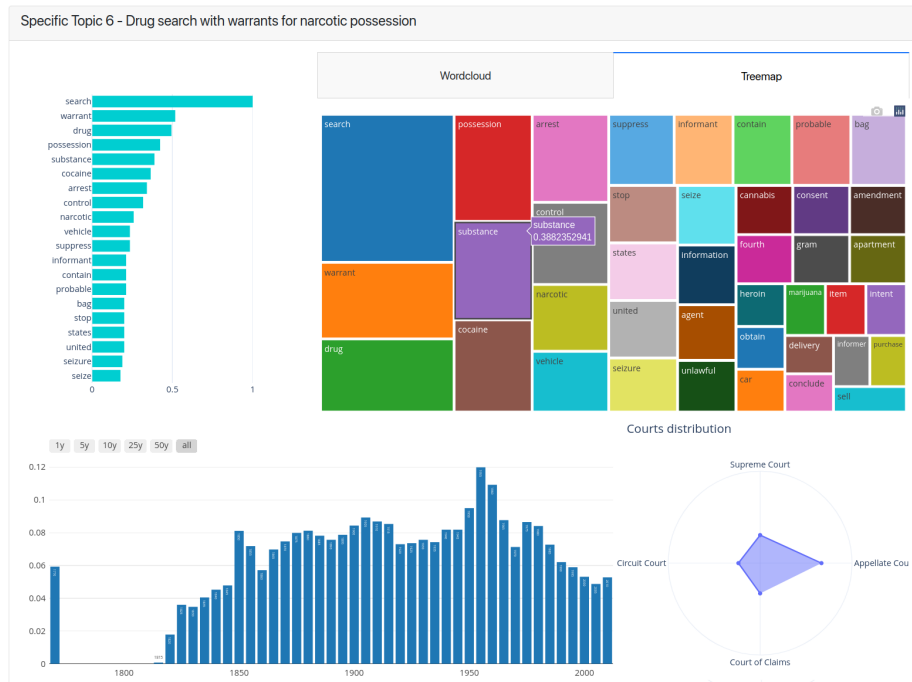 Specific Topic 6 - Drug search with warrants for narcotic possession
Wordcloud
Treemap
search
warrant
drug
possession
substance
cocaine
arrest
control
narcotic
vehicle
suppress
informant
contain
probable
bag
stop
states
united
seizure
seize
0
0.5
1
search
warrant
drug
possession
substance
cocaine
arrest
control
substance
0.3882352941
narcotic
vehicle
suppress
informant
contain
probable
bag
stop
seize
cannabis
consent
amendment
states
information
fourth
gram
apartment
united
agent
heroin
marijuana
item
intent
obtain
delivery
informer
purchase
seizure
unlawful
car
conclude
sell
1y
5y
10y
25y
50y
all
0.12
0.1
0.08
0.06
0.04
0.02
0
1800
1850
1900
1950
2000
Courts distribution
Supreme Court
Circuit Court
Appellate Cou
Court of Claims